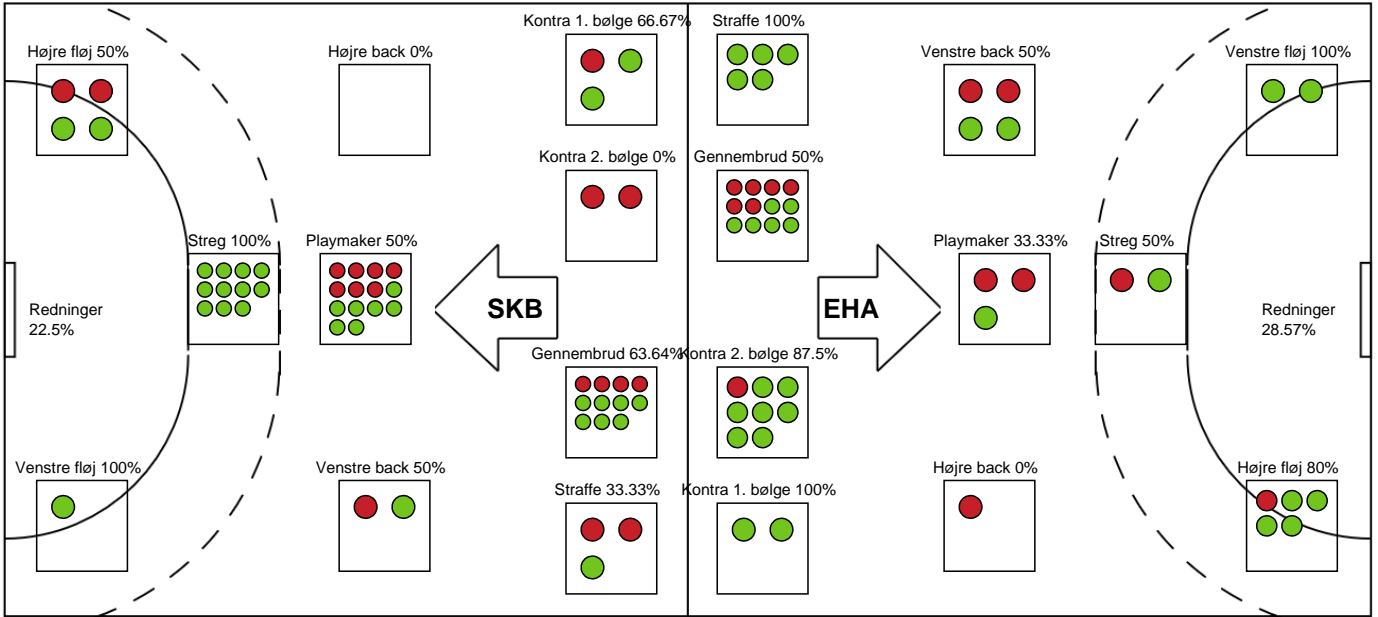 Kontra 1. bølge 66.67%
Straffe 100%
Højre fløj 50%
Højre back 0%
Venstre back 50%
Venstre fløj 100%
Kontra 2. bølge 0%
Gennembrud 50%
Streg 100%
Playmaker 50%
Playmaker 33.33%
Streg 50%
Redninger
22.5%
SKB
EHA
Redninger
28.57%
Gennembrud 63.64%
Kontra 2. bølge 87.5%
Venstre fløj 100%
Venstre back 50%
Højre back 0%
Højre fløj 80%
Straffe 33.33%
Kontra 1. bølge 100%